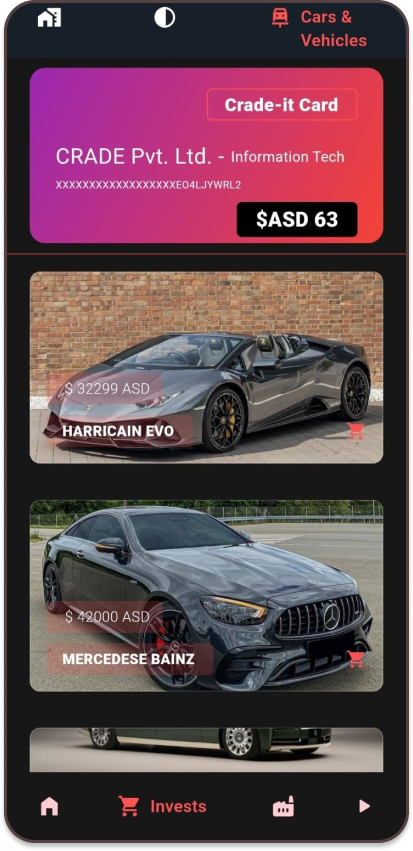 Cars &
Vehicles
Crade-it Card
CRADE Pvt. Ltd. - Information Tech
XXXXXXXXXXXXXXXXXXEO4LJYWRL2
$ASD 63
$ 32299 ASD
HARRICAIN EVO
$ 42000 ASD
MERCEDESE BAINZ
Invests